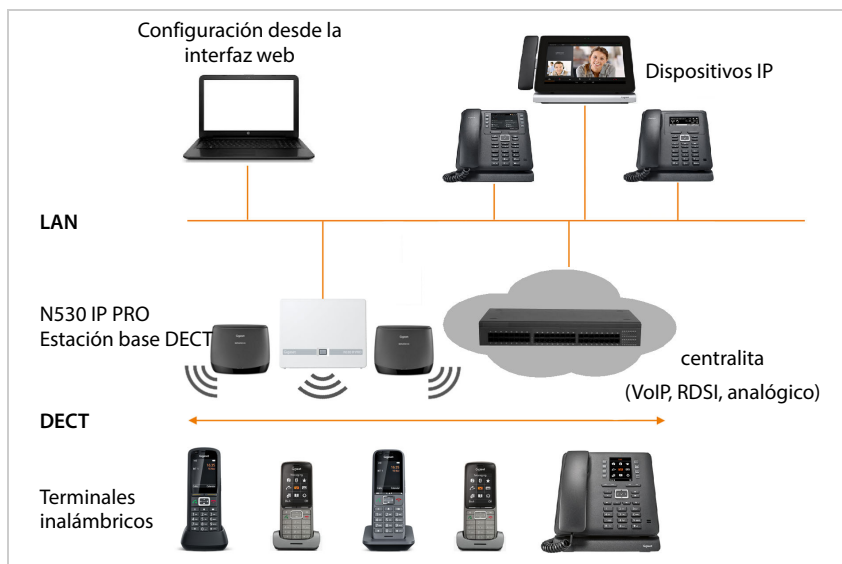 Configuración desde la
interfaz web
Dispositivos IP
LAN
N530 IP PRO
Estación base DECT
centralita
(VoIP, RDSI, analógico)
DECT
Terminales
inalámbricos